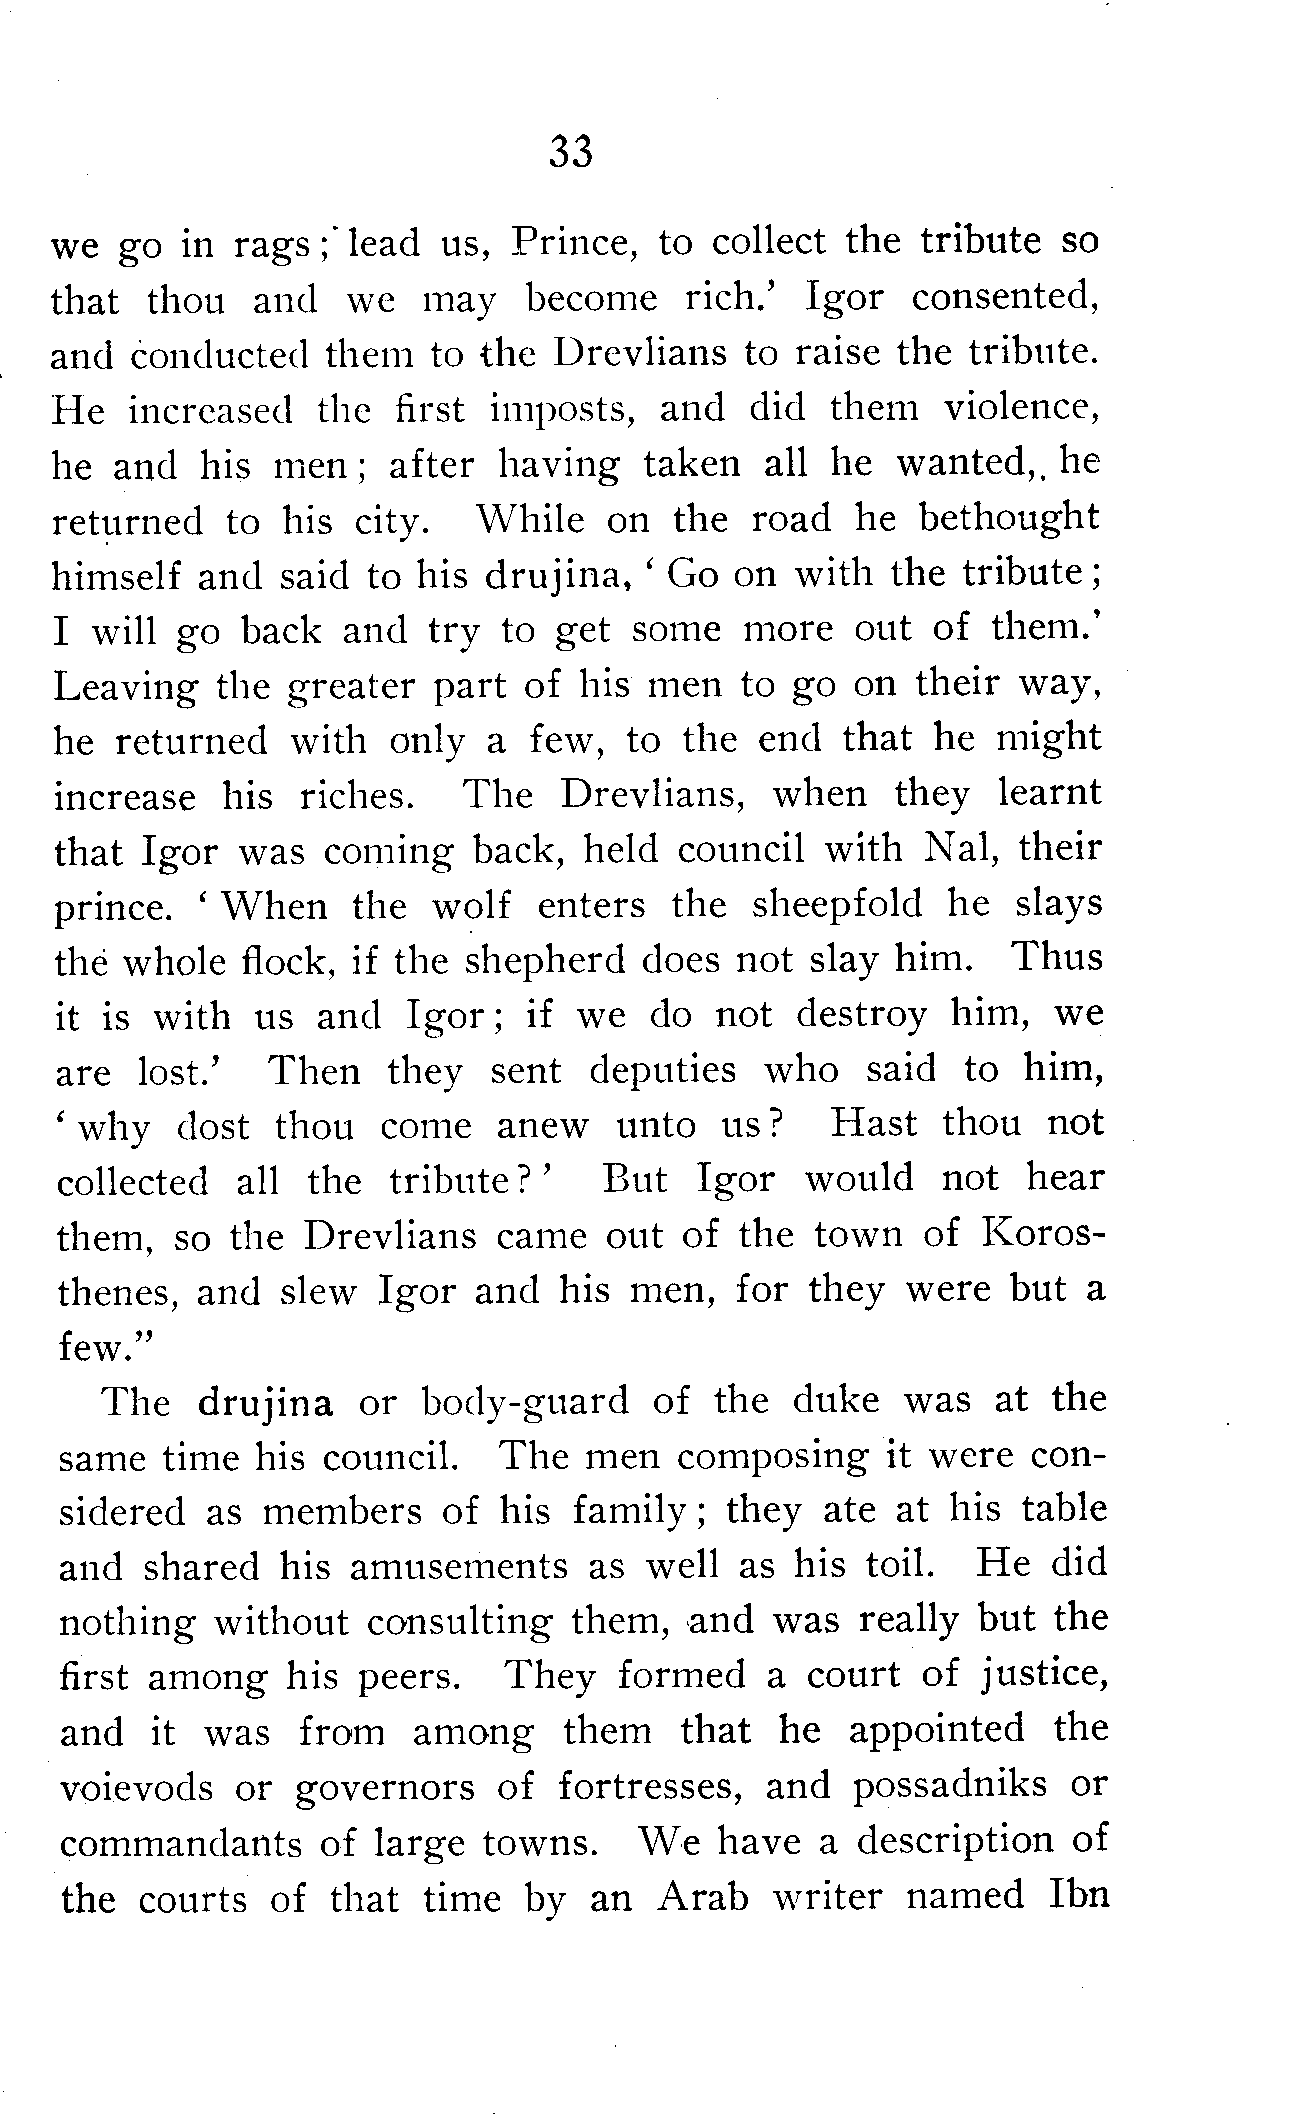 33
we go in rags ; lead us, Prince, to collect the tribute so
that thou and we may become rich.’ Igor consented,
and conducted them to the Drevlians to raise the tribute.
He increased the first imposts, and did them violence,
he and his men ; after having taken all he wanted, he
returned to his city. While on the road he bethought
himself and said to his drujina, ‘ Go on with the tribute ;
I will go back and try to get some more out of them.’
Leaving the greater part of his men to go on their way,
he returned with only a few, to the end that he might
increase his riches. The Drevlians, when they learnt
that Igor was coming back, held council with Nal, their
prince. ‘ When the wolf enters the sheepfold he slays
the whole flock, if the shepherd does not slay him. Thus
it is with us and Igor ; if we do not destroy him, we
are lost.’ Then they sent deputies who said to him,
‘ why dost thou come anew unto us ? Hast thou not
collected all the tribute ? ’ But Igor would not hear
them, so the Drevlians came out of the town of Koros-
thenes, and slew Igor and his men, for they were but a
few.”
The drujina or body-guard of the duke was at the
same time his council. The men composing it were con-
sidered as members of his family ; they ate at his table
and shared his amusements as well as his toil. He did
nothing without consulting them, and was really but the
first among his peers. They formed a court of justice,
and it was from among them that he appointed the
voievods or governors of fortresses, and possadniks or
commandants of large towns. We have a description of
the courts of that time by an Arab writer named Ibn